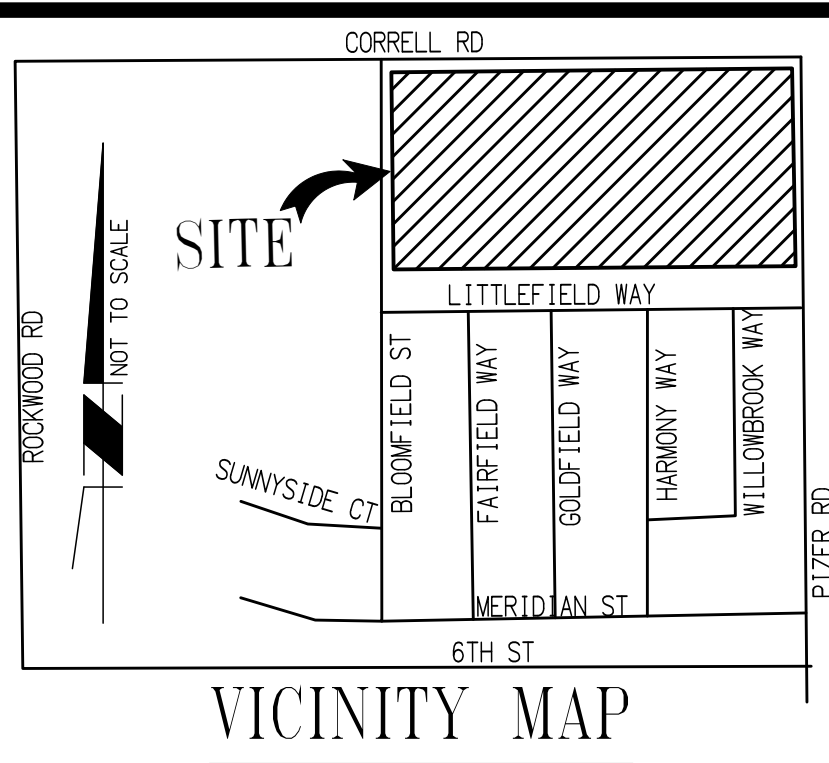 CORRELL RD
SITE
NOT TO SCALE
ROCKWOOD RD
LITTLEFIELD WAY
BLOOMFIELD ST
FAIRFIELD WAY
GOLDFIELD WAY
HARMONY WAY
WILLOWBROOK WAY
SUNNYSIDE CT
PIZER RD
MERIDIAN ST
6TH ST
VICINITY MAP